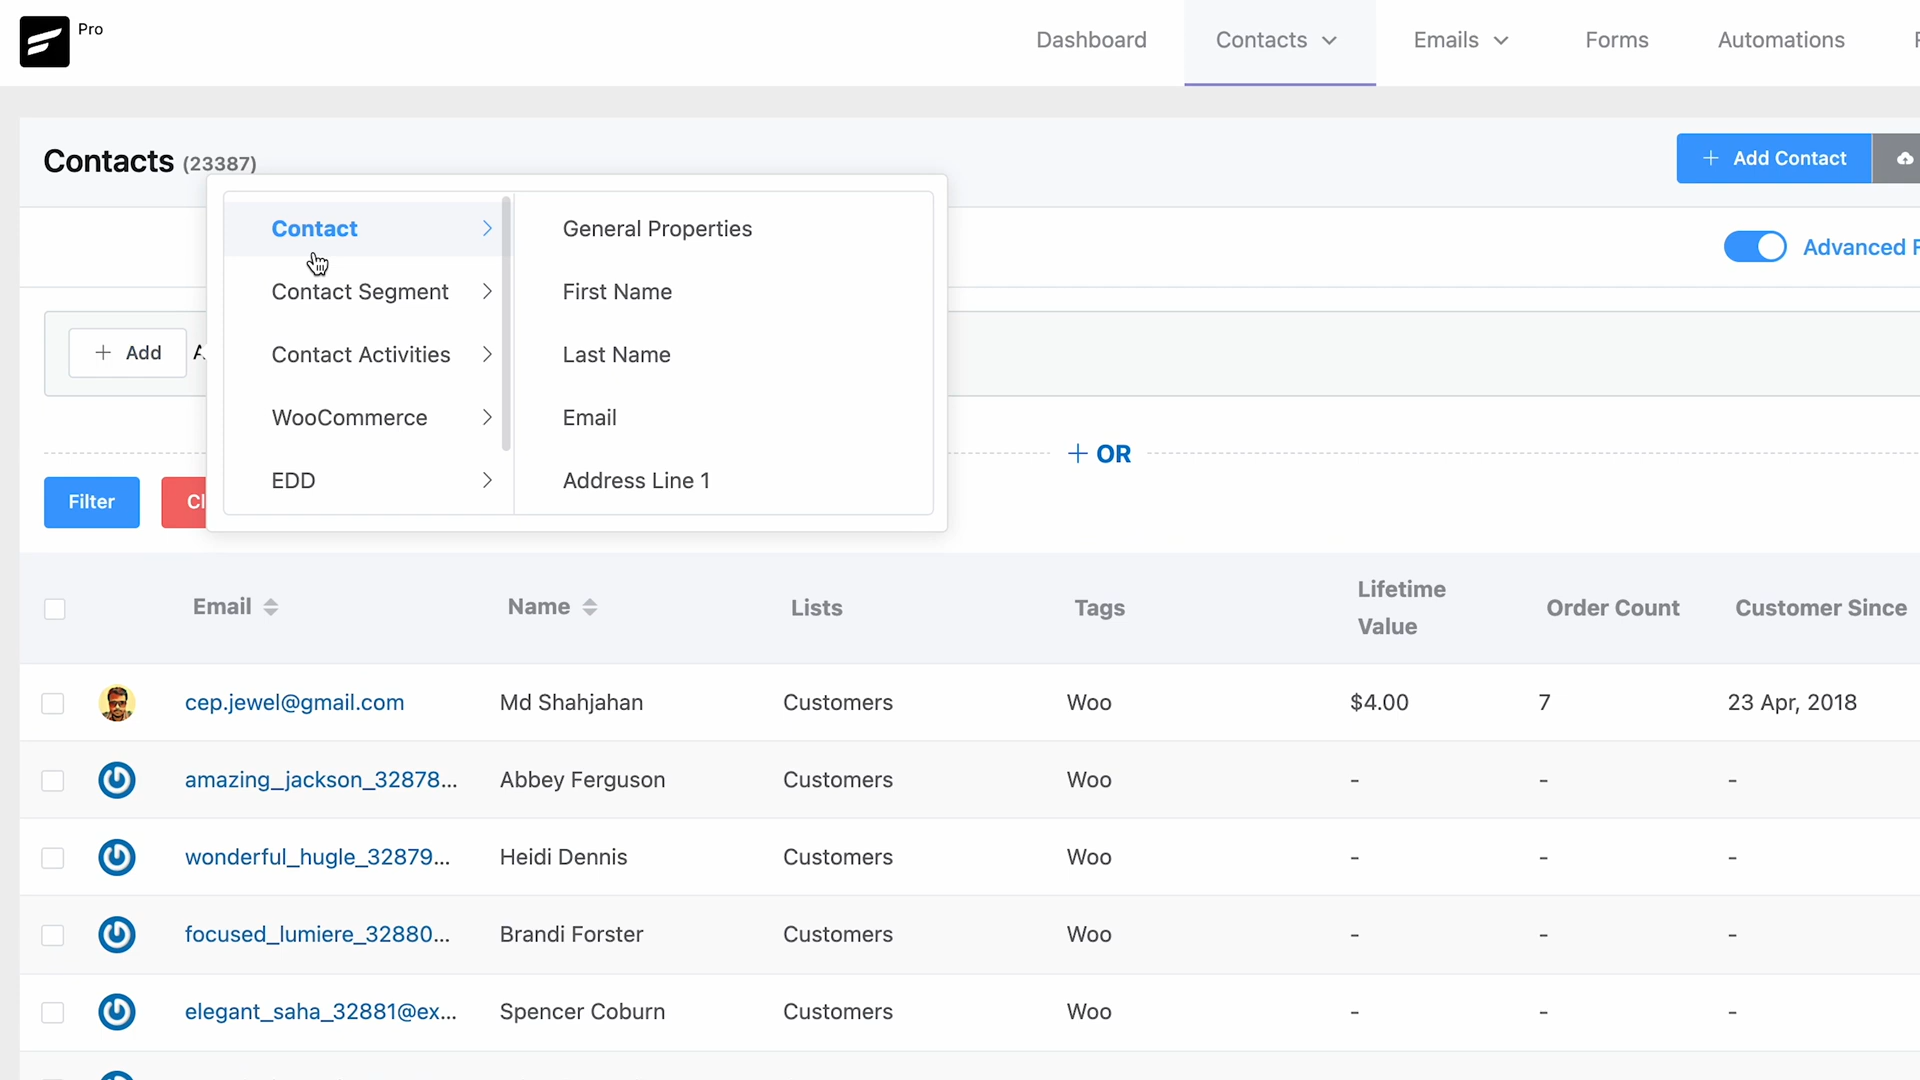 Pro
Dashboard
Contacts
Emails
Forms
Automations
Contacts (23387)
+ Add Contact
Contact
General Properties
Advanced
Contact Segment
First Name
+ Add
Contact Activities
Last Name
WooCommerce
Email
+ OR
EDD
Address Line 1
Filter
Cl
Email
Name
Lists
Tags
Lifetime
Value
Order Count
Customer Since
cep.jewel@gmail.com Md Shahjahan Customers Woo $4.00 7 23 Apr, 2018
amazing_jackson_32878... Abbey Ferguson Customers Woo - - -
wonderful_hugle_32879... Heidi Dennis Customers Woo - - -
focused_lumiere_32880... Brandi Forster Customers Woo - - -
elegant_saha_32881@ex... Spencer Coburn Customers Woo - - -